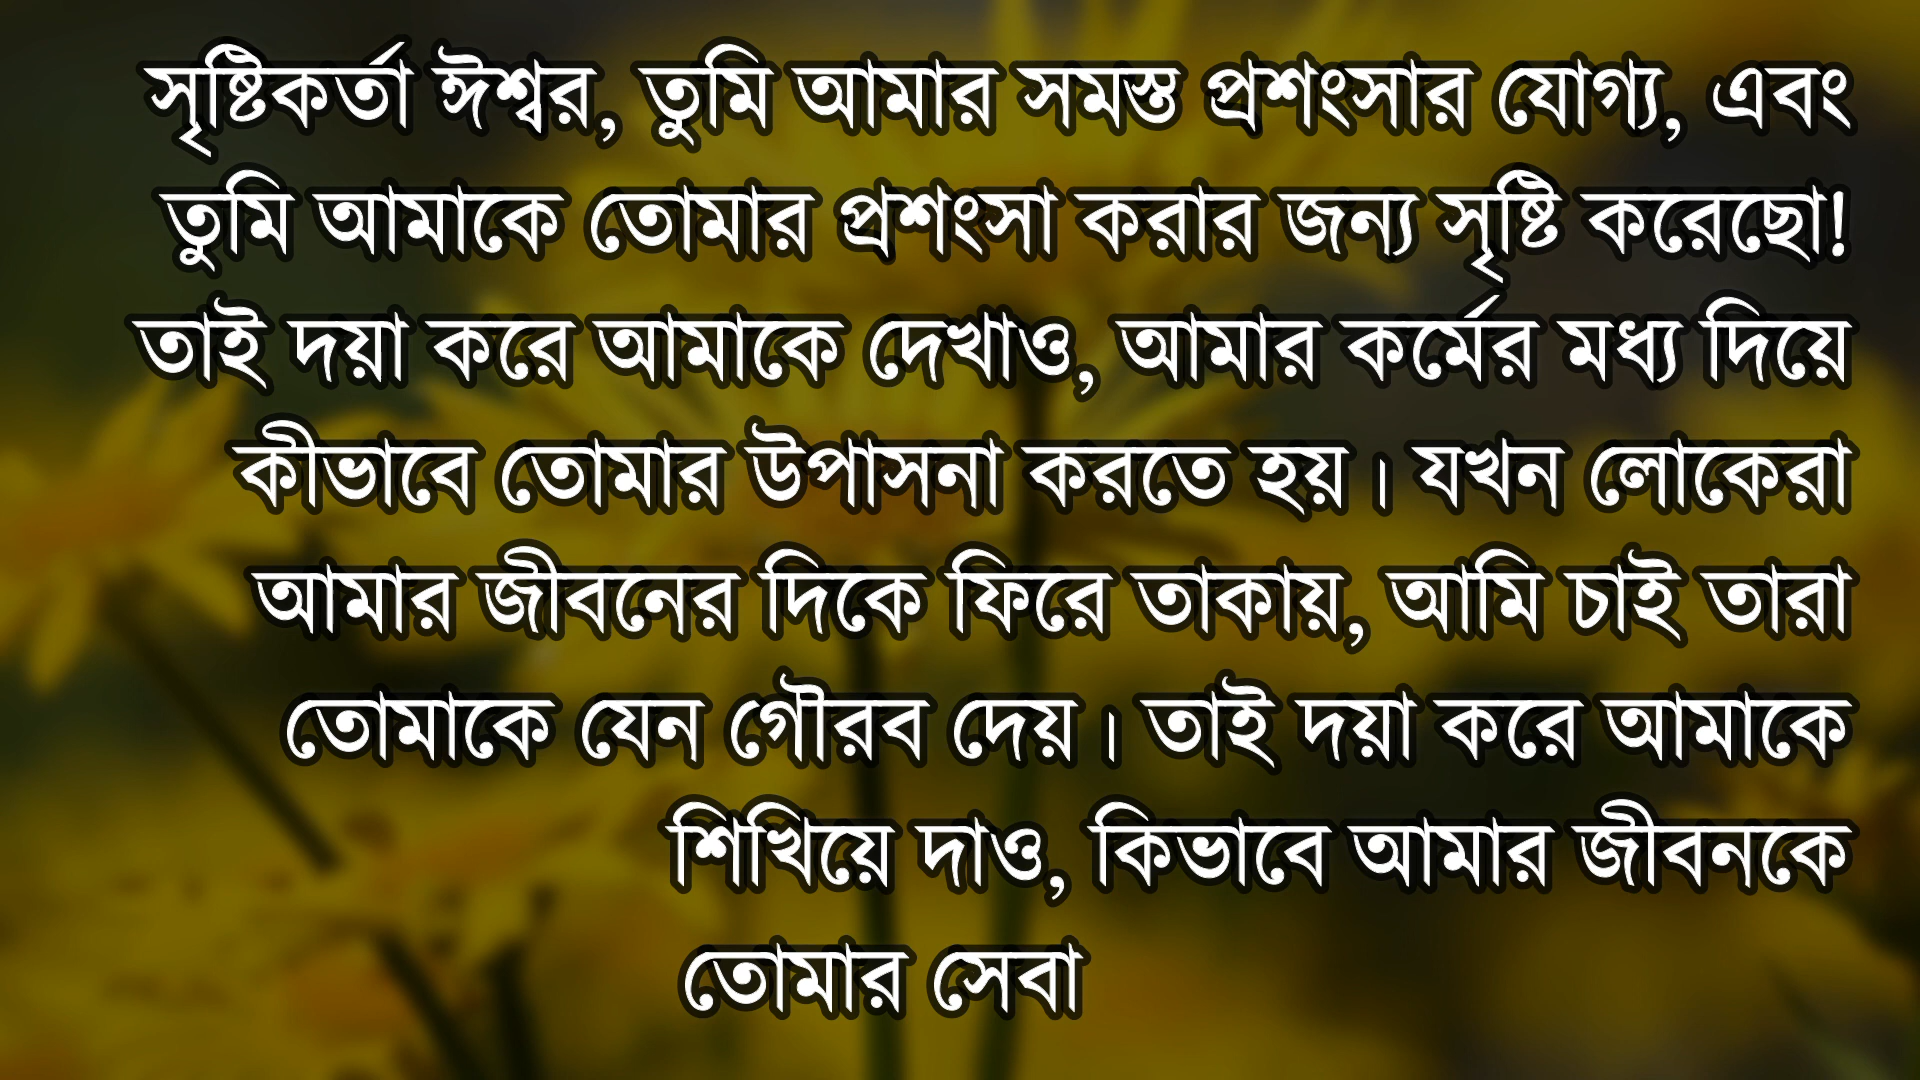 সৃষ্টিকর্তা ঈশ্বর, তুমি আমার সমস্ত প্রশংসার যোগ্য, এবং
তুমি আমাকে তোমার প্রশংসা করার জন্য সৃষ্টি করেছো!
তাই দয়া করে আমাকে দেখাও, আমার কর্মের মধ্য দিয়ে
কীভাবে তোমার উপাসনা করতে হয়। যখন লোকেরা
আমার জীবনের দিকে ফিরে তাকায়, আমি চাই তারা
তোমাকে যেন গৌরব দেয়। তাই দয়া করে আমাকে
শিখিয়ে দাও, কিভাবে আমার জীবনকে
তোমার সেবা